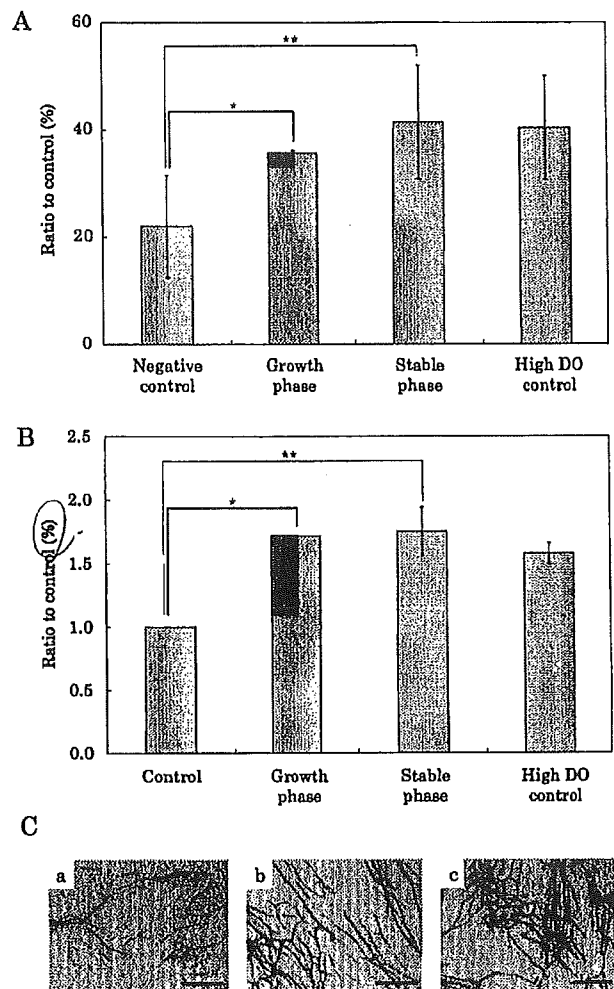 A
Ratio to control (%)
60
40
20
0
**
*
Negative control
Growth phase
Stable phase
High DO control
B
Ratio to control (%)
2.5
2.0
1.5
1.0
0.5
0.0
**
*
Control
Growth phase
Stable phase
High DO control
C
a
b
c